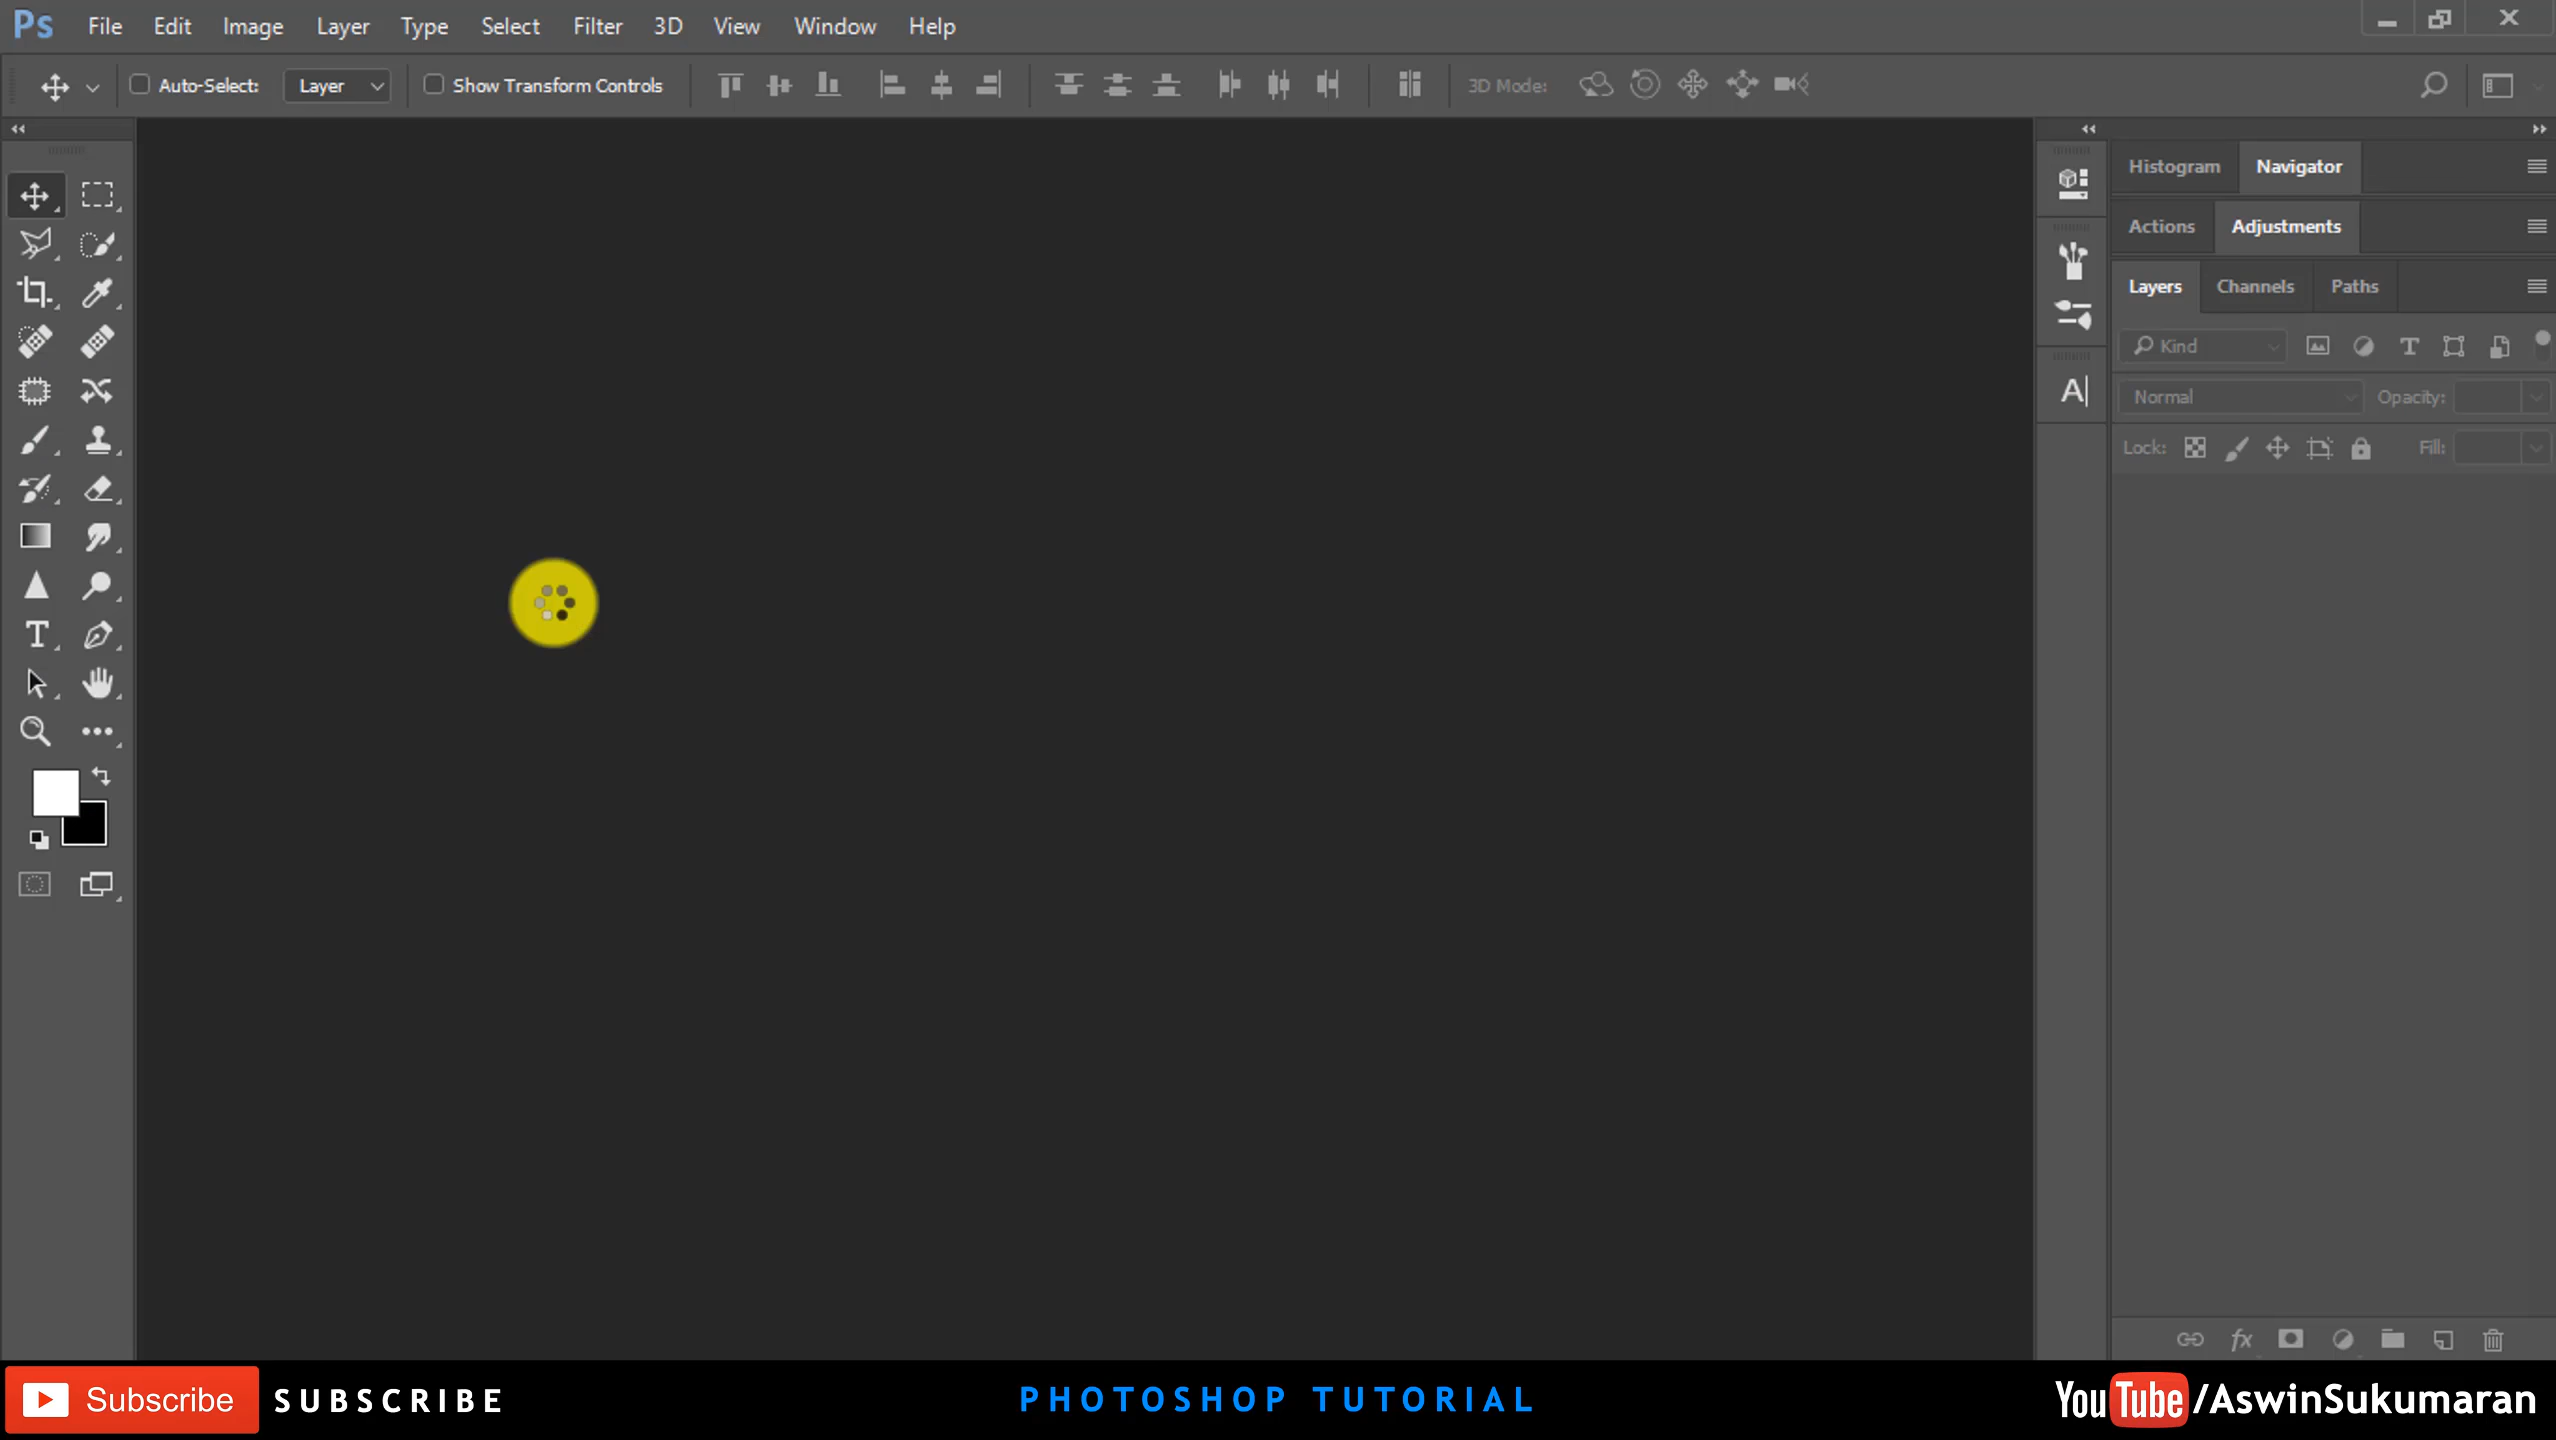 Ps File Edit Image Layer Type Select Filter 3D View Window Help
Auto-Select: Layer Show Transform Controls 3D Mode:
Histogram Navigator
Actions Adjustments
Layers Channels Paths
Kind
Normal Opacity:
Lock: Fill:
Subscribe SUBSCRIBE PHOTOSHOP TUTORIAL YouTube/AswinSukumaran